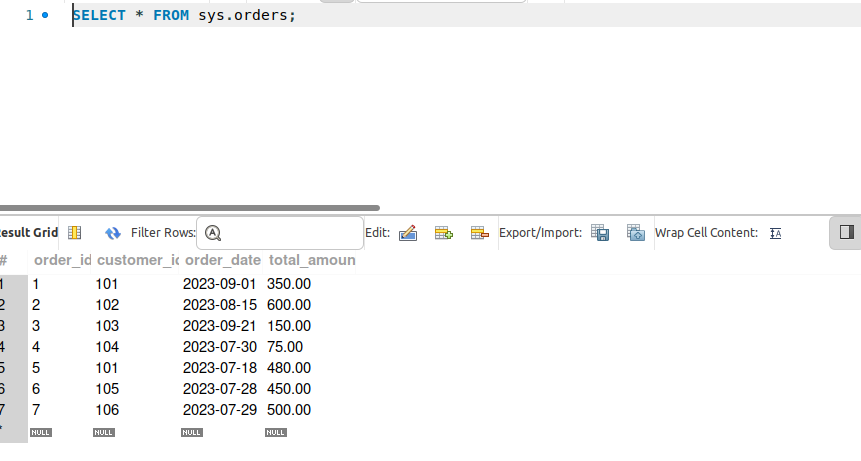 1 SELECT * FROM sys.orders;
esult Grid Filter Rows: Edit: Export/Import: Wrap Cell Content: IA
# order_id customer_ic order_date total_amoun
1 1 101 2023-09-01 350.00
2 2 102 2023-08-15 600.00
3 3 103 2023-09-21 150.00
4 4 104 2023-07-30 75.00
5 5 101 2023-07-18 480.00
6 6 105 2023-07-28 450.00
7 7 106 2023-07-29 500.00
* NULL NULL NULL NULL